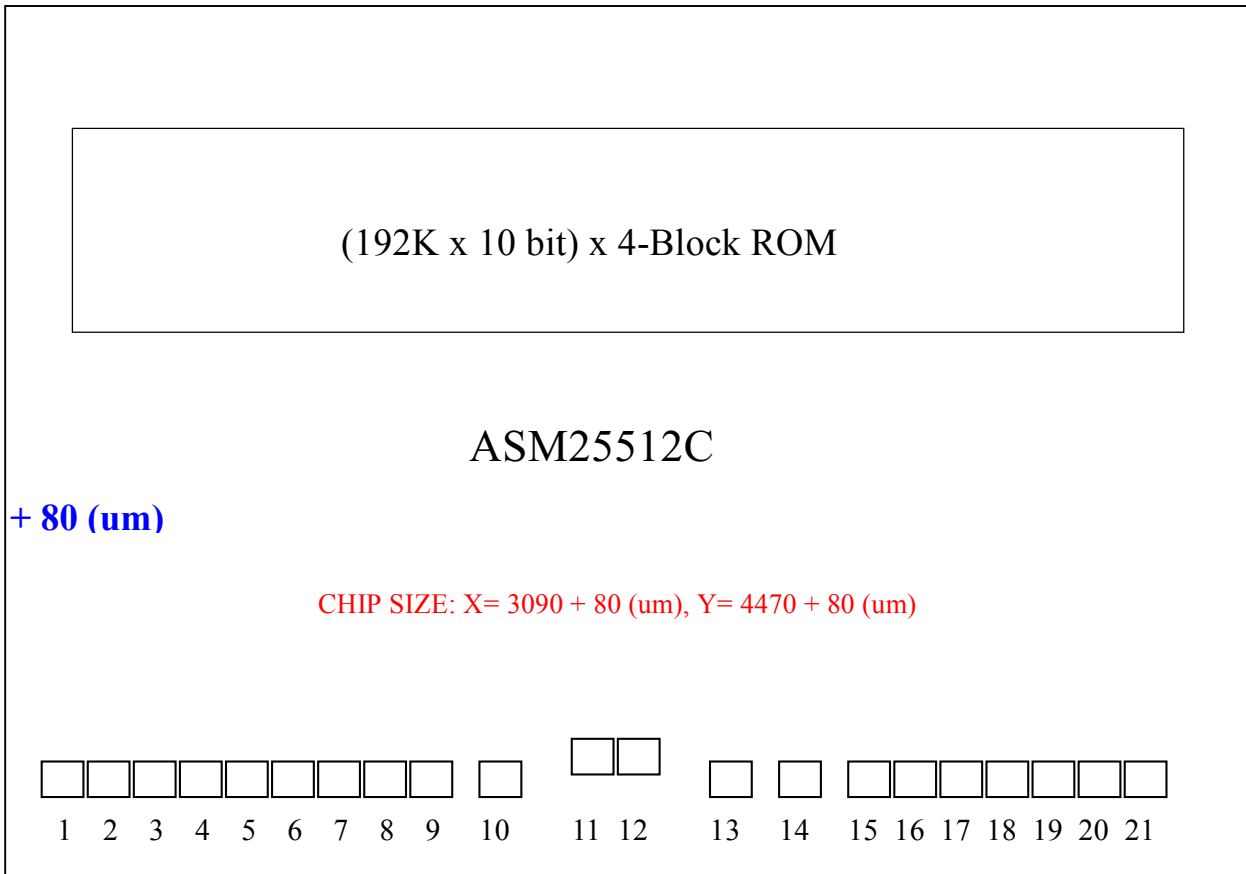 (192K x 10 bit) x 4-Block ROM
ASM25512C
+ 80 (um)
CHIP SIZE: X= 3090 + 80 (um), Y= 4470 + 80 (um)
1 2 3 4 5 6 7 8 9 10 11 12 13 14 15 16 17 18 19 20 21